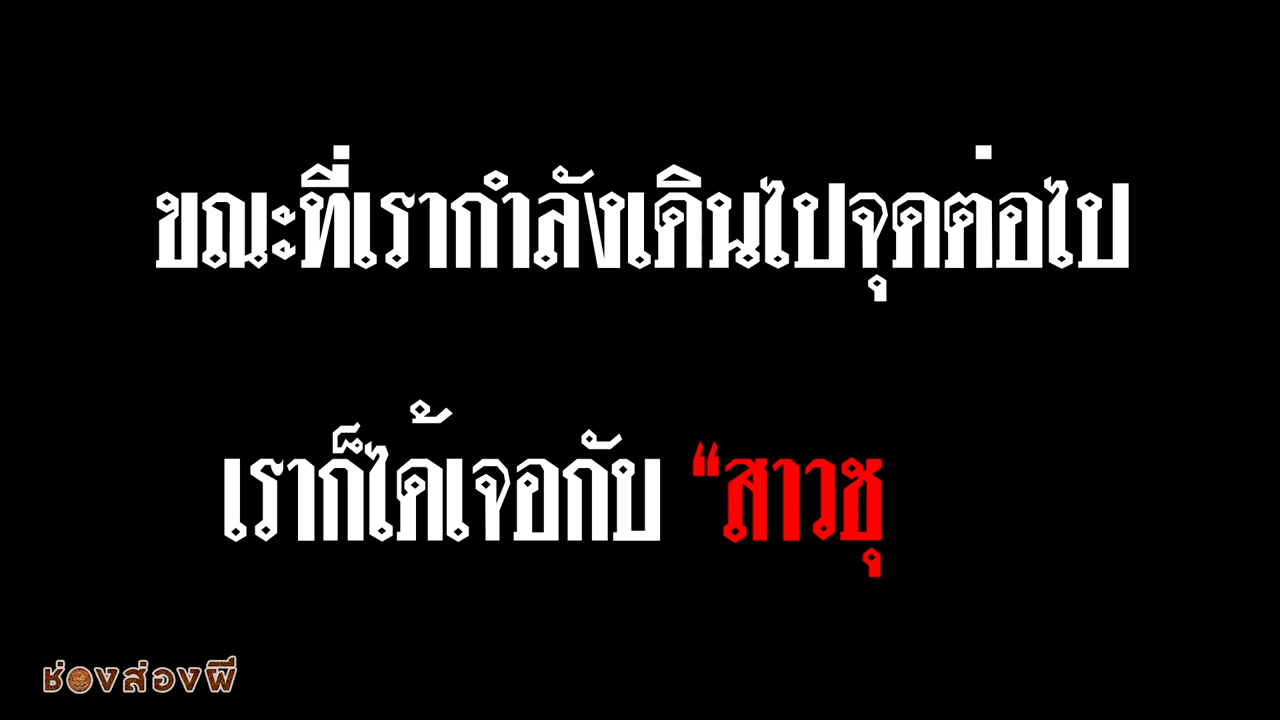 ขณะที่เรากำลังเดินไปจุดต่อไป
เราก็ได้เจอกับ “สาวชุ
ช่องส่องผี